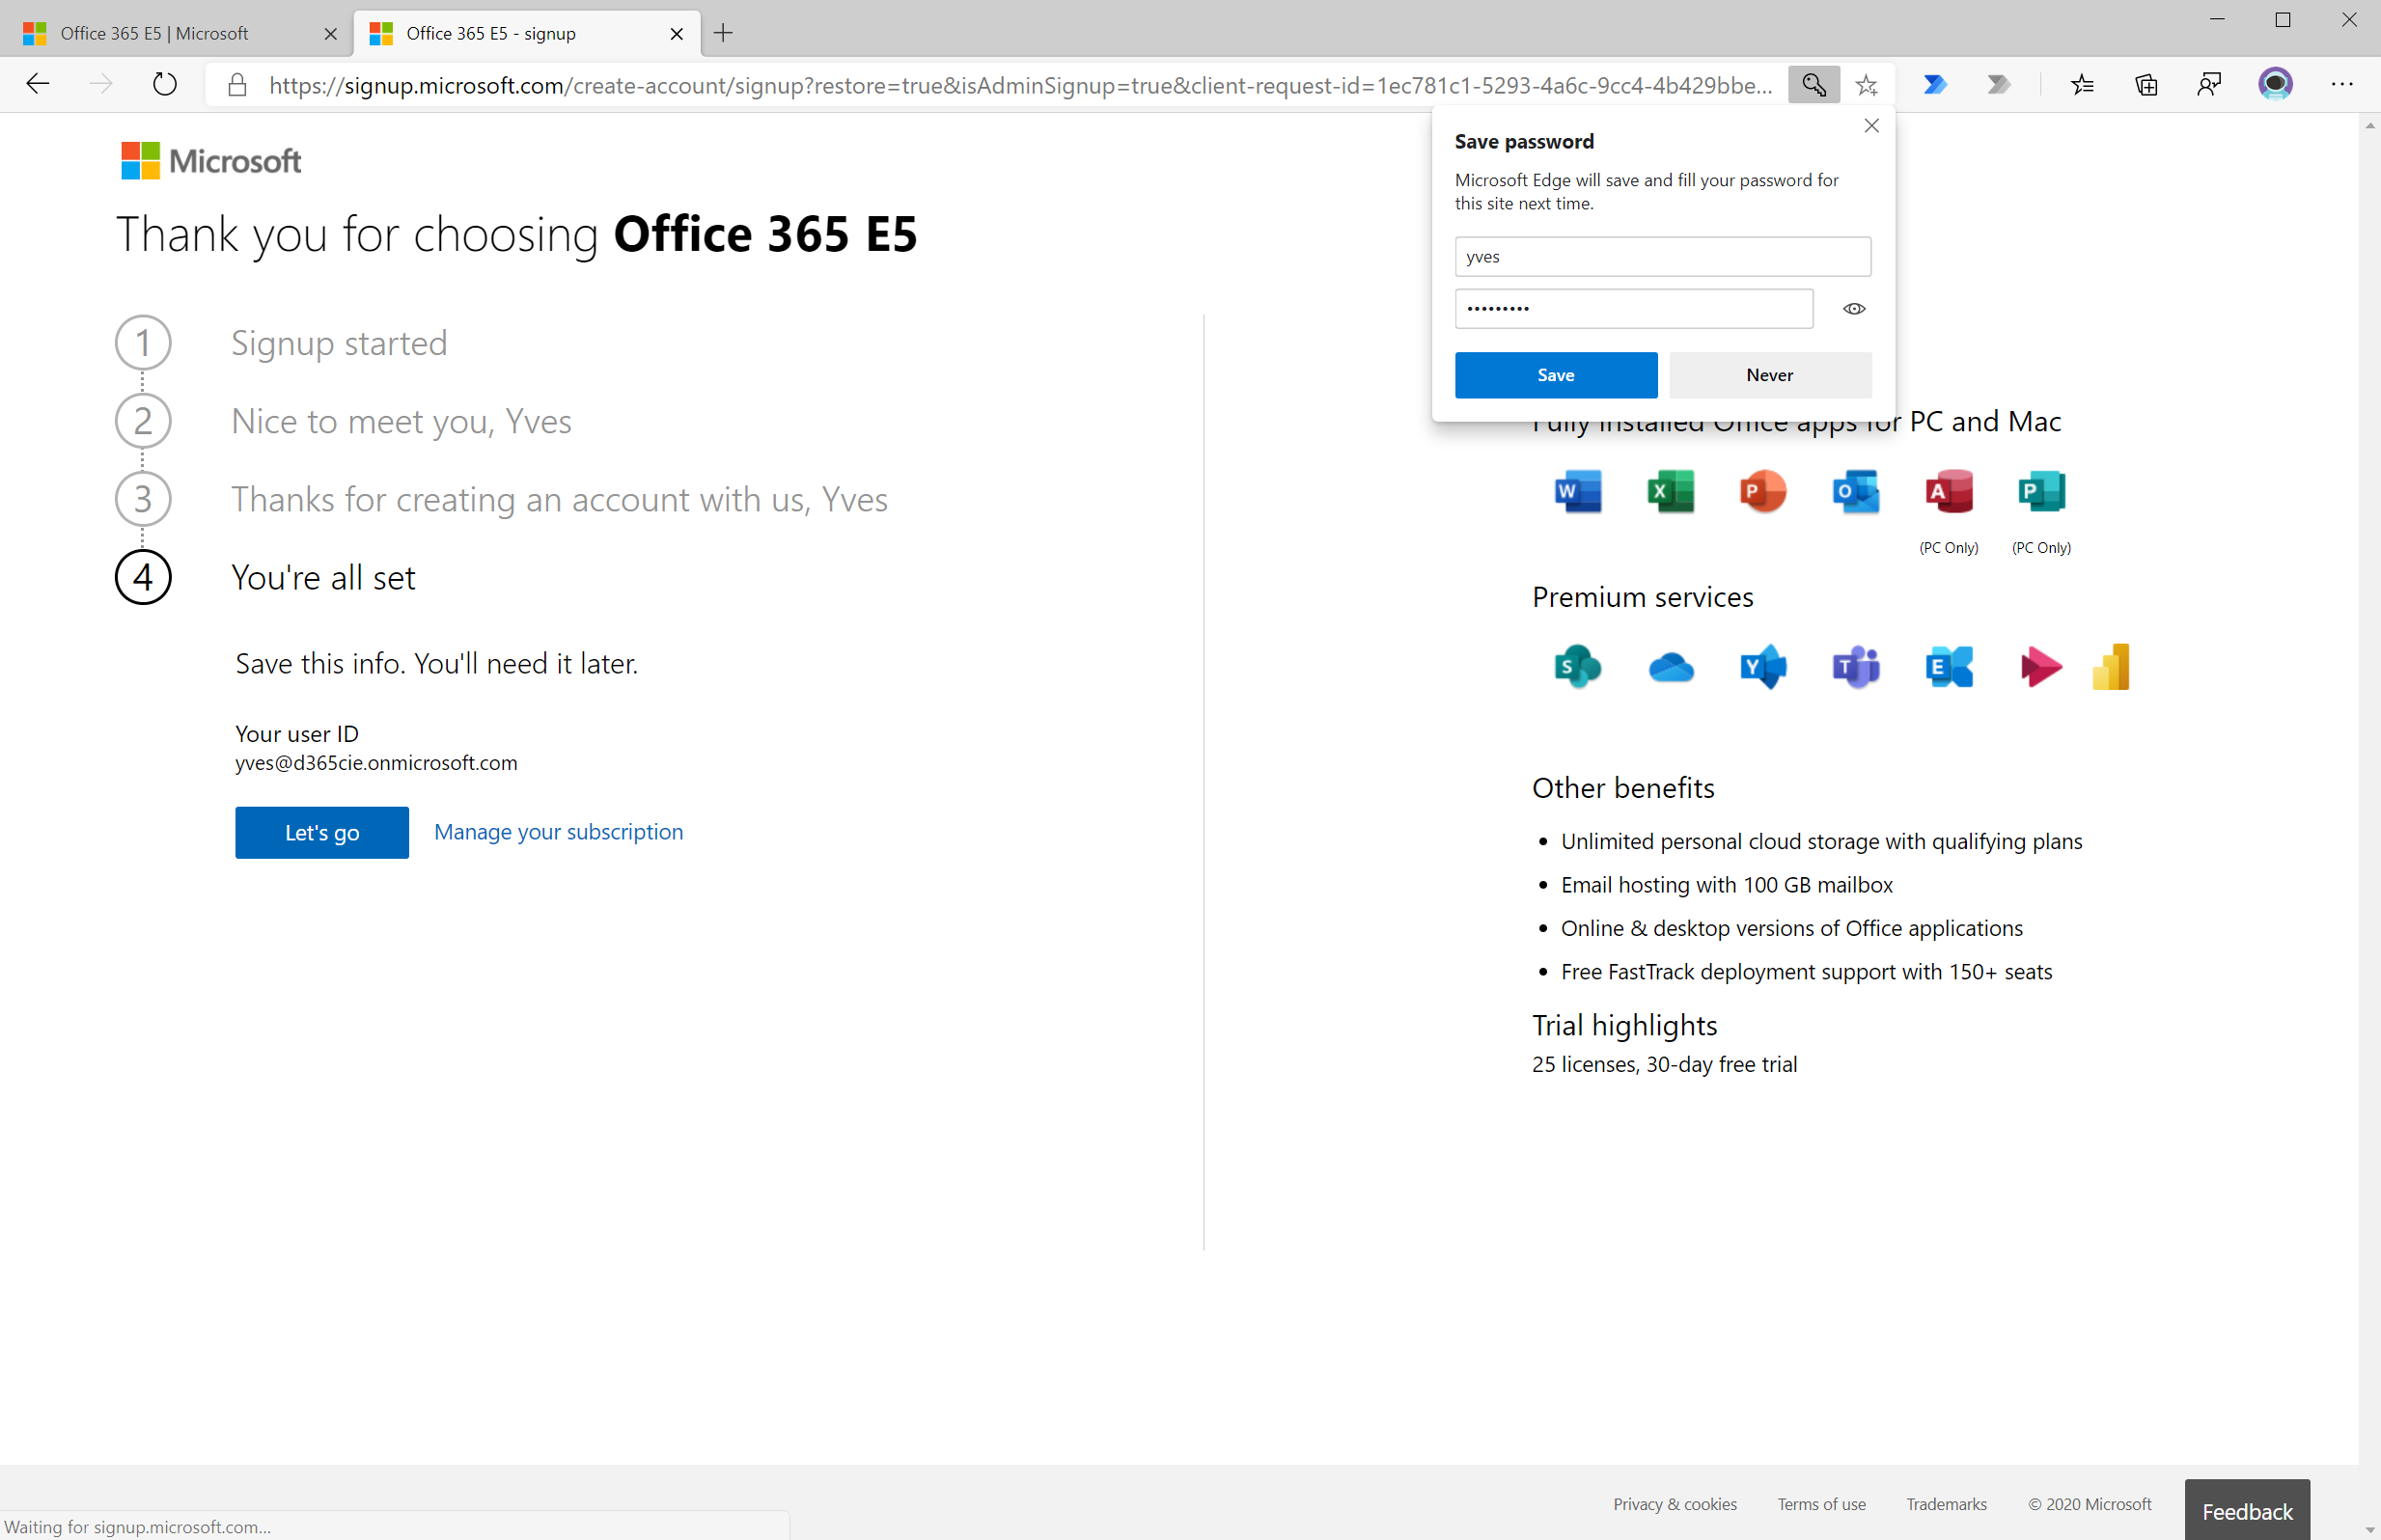 Office 365 E5 | Microsoft
Office 365 E5 - signup
https://signup.microsoft.com/create-account/signup?restore=true&isAdminSignup=true&client-request-id=1ec781c1-5293-4a6c-9cc4-4b429bbe...
Microsoft
Thank you for choosing Office 365 E5
1 Signup started
2 Nice to meet you, Yves
3 Thanks for creating an account with us, Yves
4 You're all set
Save this info. You'll need it later.
Your user ID
yves@d365cie.onmicrosoft.com
Let's go Manage your subscription
Save password
Microsoft Edge will save and fill your password for
this site next time.
yves
•••••••••
Save Never
Fully installed Office apps for PC and Mac
W X P O A P
(PC Only) (PC Only)
Premium services
S Y T E
Other benefits
• Unlimited personal cloud storage with qualifying plans
• Email hosting with 100 GB mailbox
• Online & desktop versions of Office applications
• Free FastTrack deployment support with 150+ seats
Trial highlights
25 licenses, 30-day free trial
Privacy & cookies Terms of use Trademarks © 2020 Microsoft Feedback
Waiting for signup.microsoft.com...